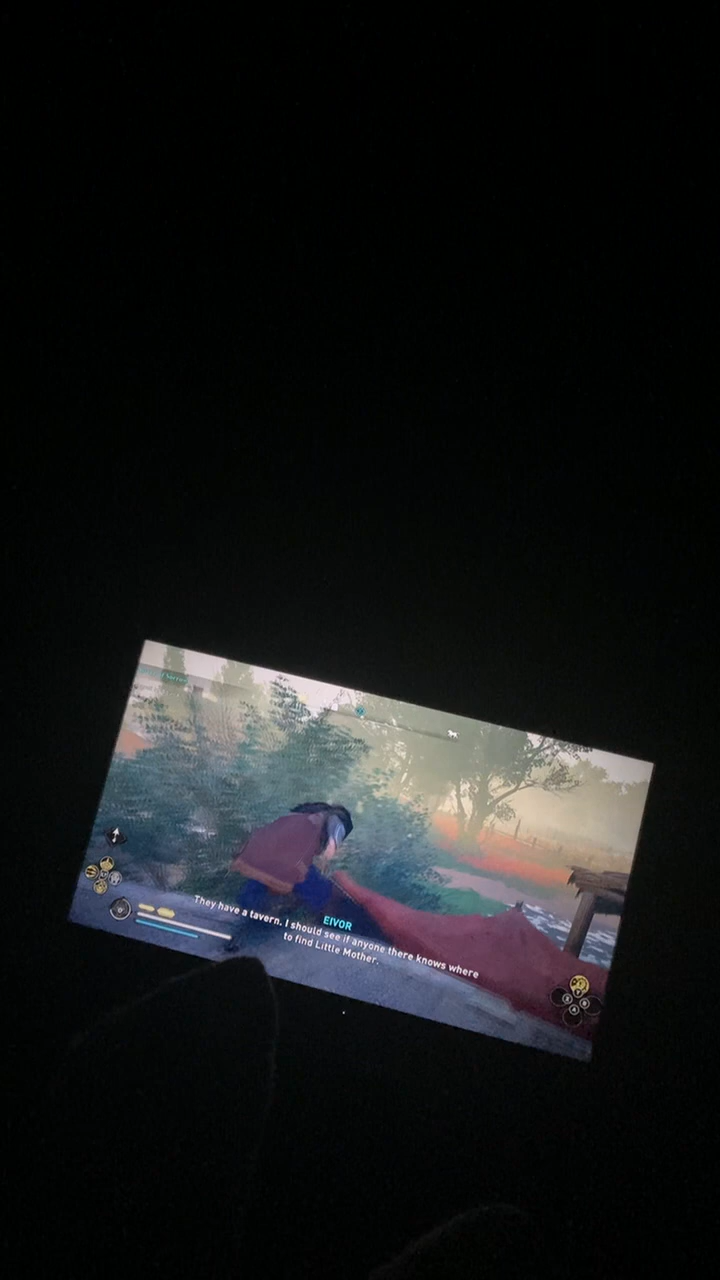 EIVOR
They have a tavern. I should see if anyone there knows where
to find Little Mother.